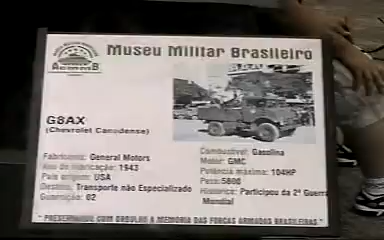 Museu Militar Brasileiro
G8AX
(Chevrolet Canadense)
Fabricante: General Motors
Ano de fabricação: 1943
País origem: USA
Destino: Transporte não Especializado
Guarnição: 02
Combustível: Gasolina
Motor: GMC
Potência máxima: 104HP
Peso: 5800
Histórico: Participou da 2ª Guerra
Mundial
" PRESERVANDO COM ORGULHO A MEMÓRIA DAS FORÇAS ARMADAS BRASILEIRAS "